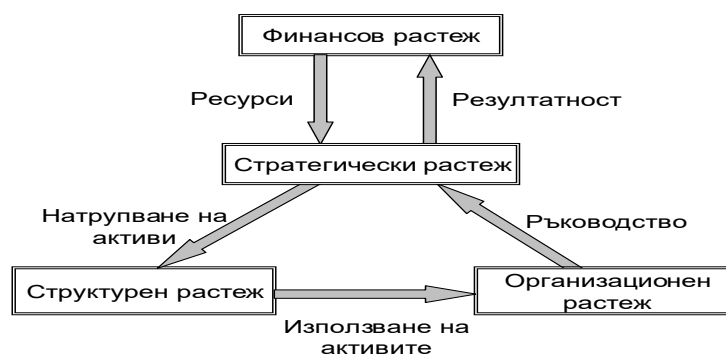 Финансов растеж
Ресурси
Резултатност
Стратегически растеж
Натрупване на
активи
Ръководство
Структурен растеж
Организационен
растеж
Използване на
активите